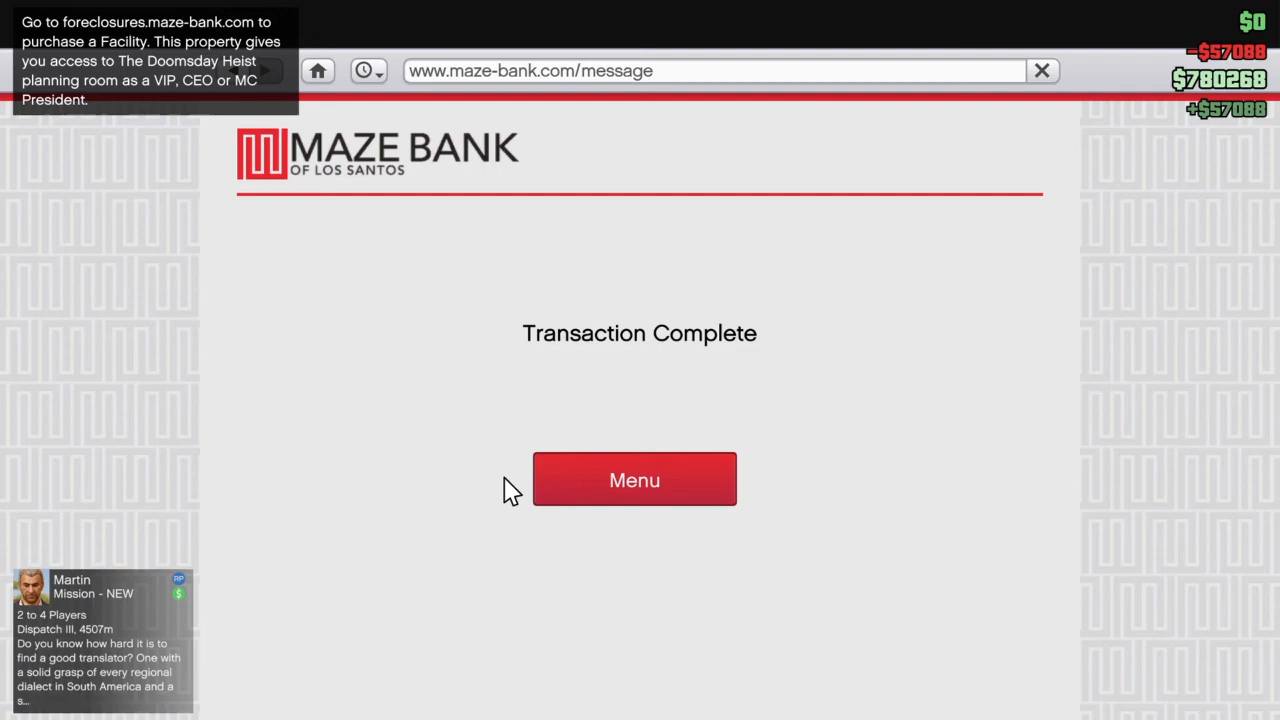 Go to foreclosures.maze-bank.com to
purchase a Facility. This property gives
you access to The Doomsday Heist
planning room as a VIP, CEO or MC
President.
www.maze-bank.com/message
$0
-$57088
$780268
+$57088
MAZE BANK
OF LOS SANTOS
Transaction Complete
Menu
Martin
RP
Mission - NEW
$
2 to 4 Players
Dispatch III, 4507m
Do you know how hard it is to
find a good translator? One with
a solid grasp of every regional
dialect in South America and a
s...